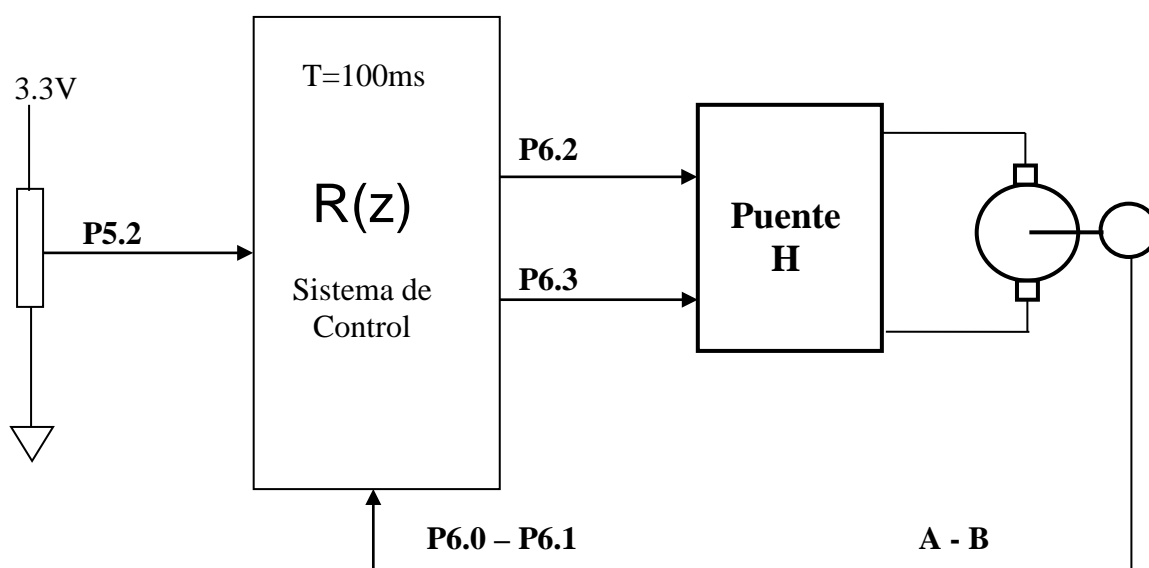 T=100ms
3.3V
P6.2
R(z)
Puente
H
P5.2
P6.3
Sistema de
Control
P6.0 – P6.1
A - B